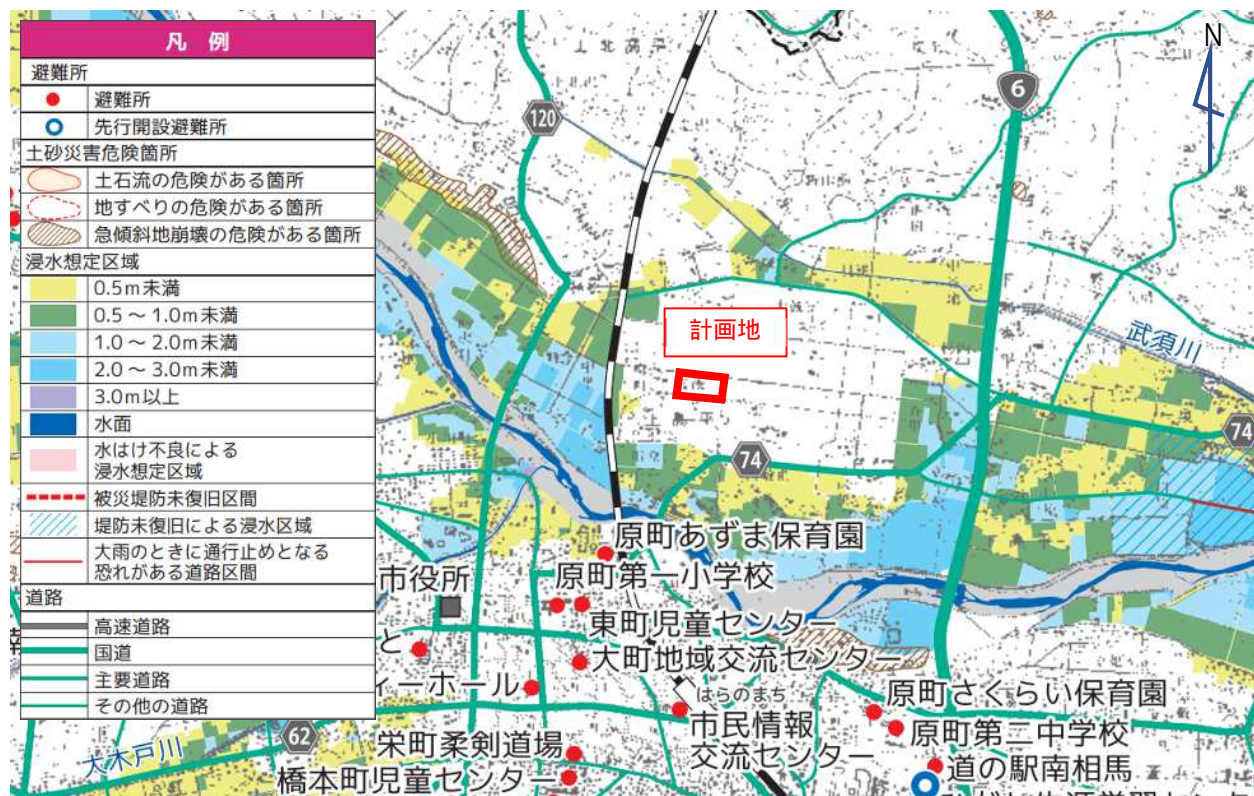 凡 例
避難所
避難所
先行開設避難所
土砂災害危険箇所
土石流の危険がある箇所
地すべりの危険がある箇所
急傾斜地崩壊の危険がある箇所
浸水想定区域
0.5m未満
0.5～1.0m未満
1.0～2.0m未満
2.0～3.0m未満
3.0m以上
水面
水はけ不良による
浸水想定区域
被災堤防未復旧区間
堤防未復旧による浸水区域
大雨のときに通行止めとなる
恐れがある道路区間
道路
高速道路
国道
主要道路
その他の道路
N
6
120
上北高平
計画地
武須川
上高平
74
74
原町あずま保育園
市役所
原町第一小学校
東町児童センター
と
大町地域交流センター
ィーホール
はらのまち
原町さくらい保育園
市民情報
交流センター
原町第二中学校
62
大木戸川
栄町柔剣道場
道の駅南相馬
橋本町児童センター